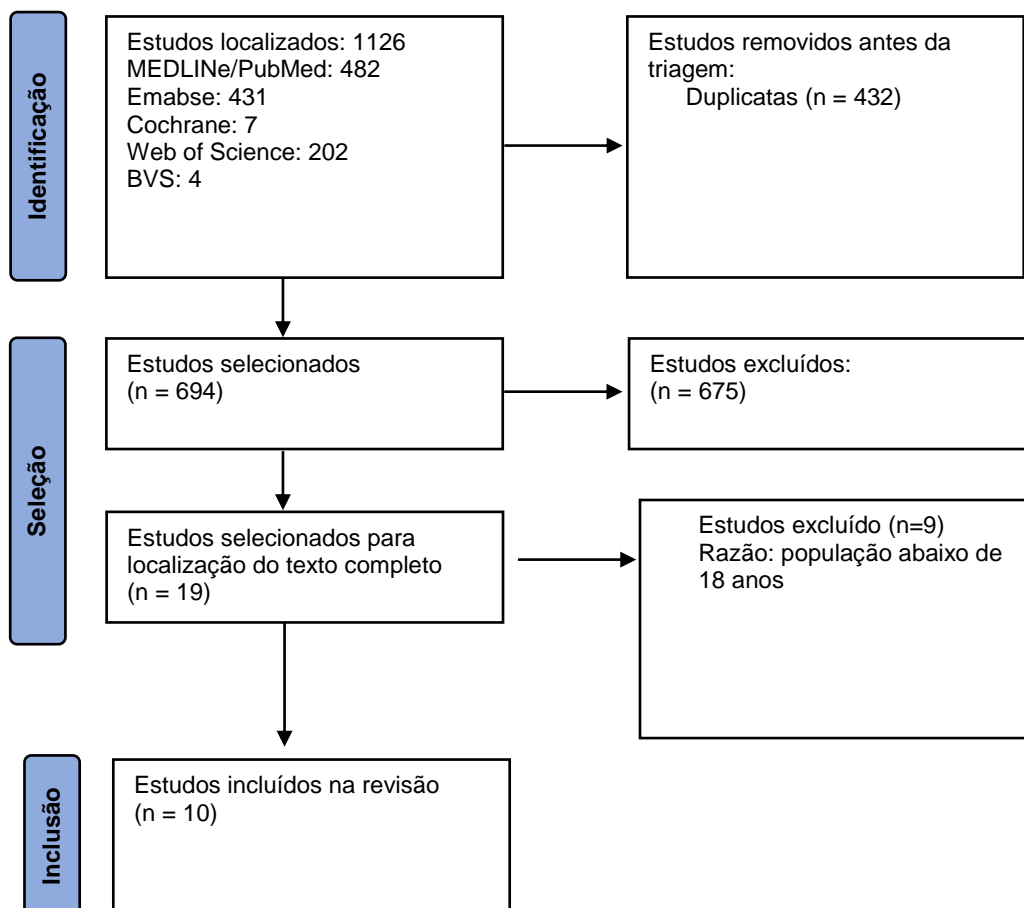 Identificação
Estudos localizados: 1126
MEDLINe/PubMed: 482
Emabse: 431
Cochrane: 7
Web of Science: 202
BVS: 4
Estudos removidos antes da
triagem:
Duplicatas (n = 432)
Seleção
Estudos selecionados
(n = 694)
Estudos excluídos:
(n = 675)
Estudos selecionados para
localização do texto completo
(n = 19)
Estudos excluído (n=9)
Razão: população abaixo de
18 anos
Inclusão
Estudos incluídos na revisão
(n = 10)